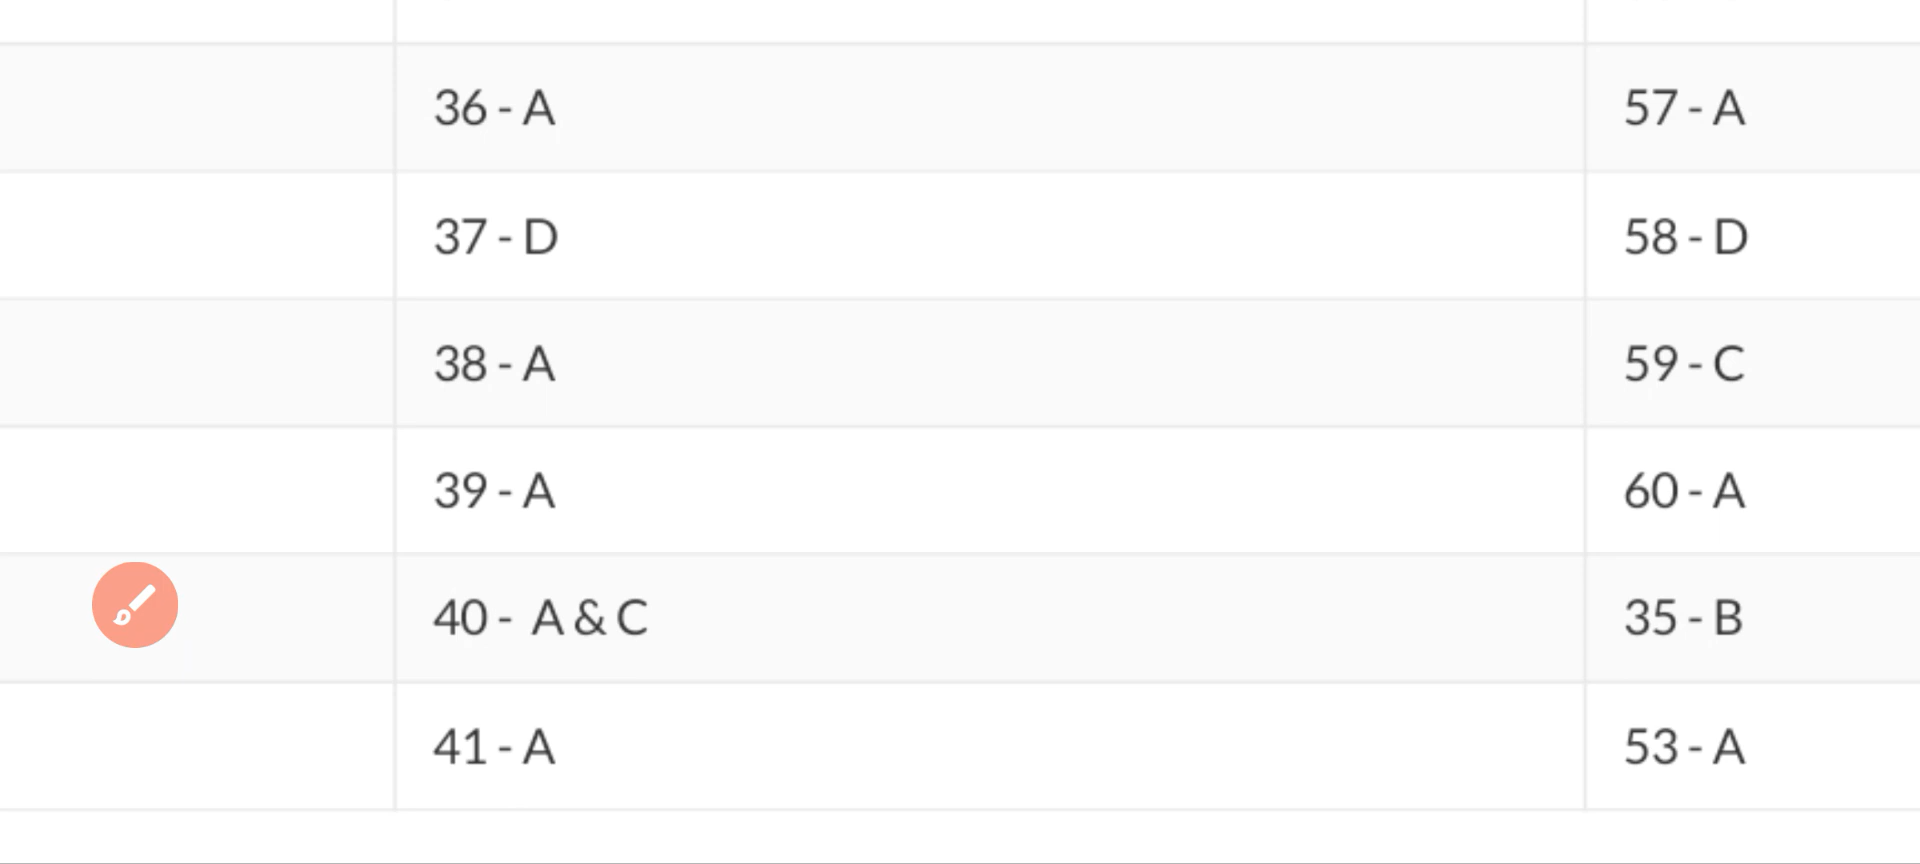 36 - A
57 - A
37 - D
58 - D
38 - A
59 - C
39 - A
60 - A
40 - A & C
35 - B
41 - A
53 - A